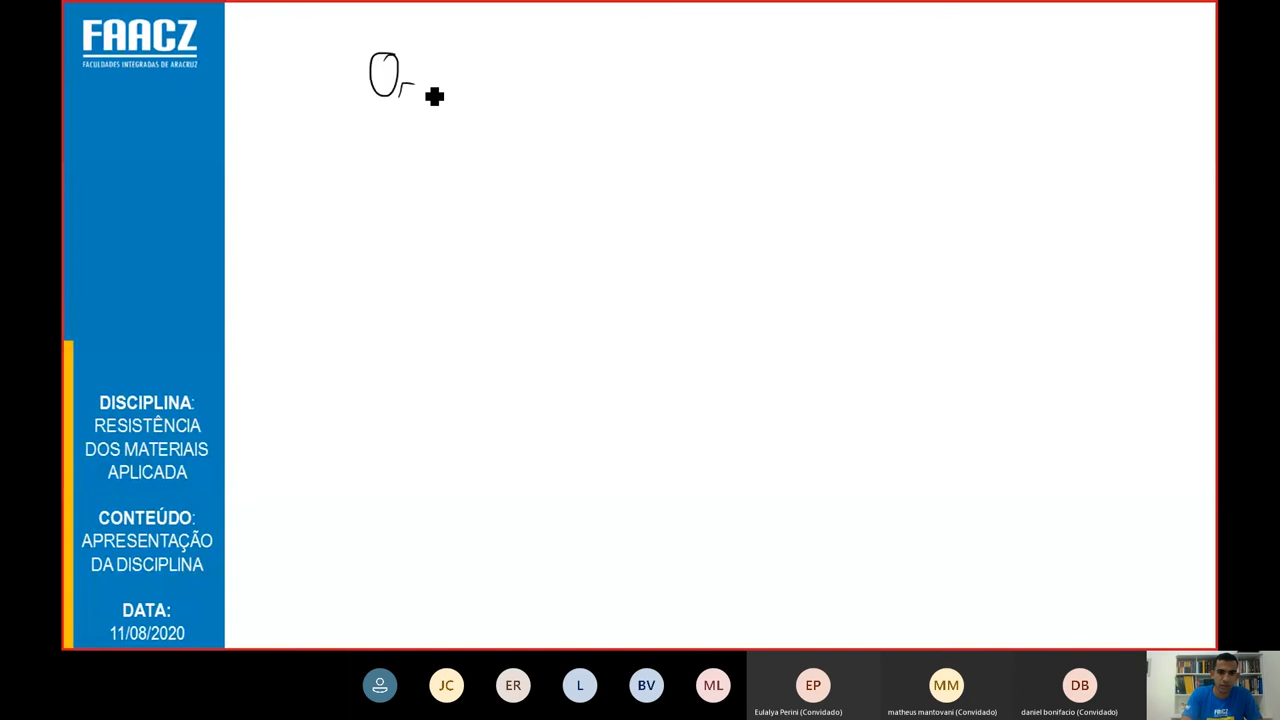 FAACZ
FACULDADES INTEGRADAS DE ARACRUZ
Or
DISCIPLINA:
RESISTÊNCIA
DOS MATERIAIS
APLICADA
CONTEÚDO:
APRESENTAÇÃO
DA DISCIPLINA
DATA:
11/08/2020
JC
ER
L
BV
ML
EP
MM
DB
Eulalya Perini (Convidado)
matheus mantovani (Convidado)
daniel bonifacio (Convidado)